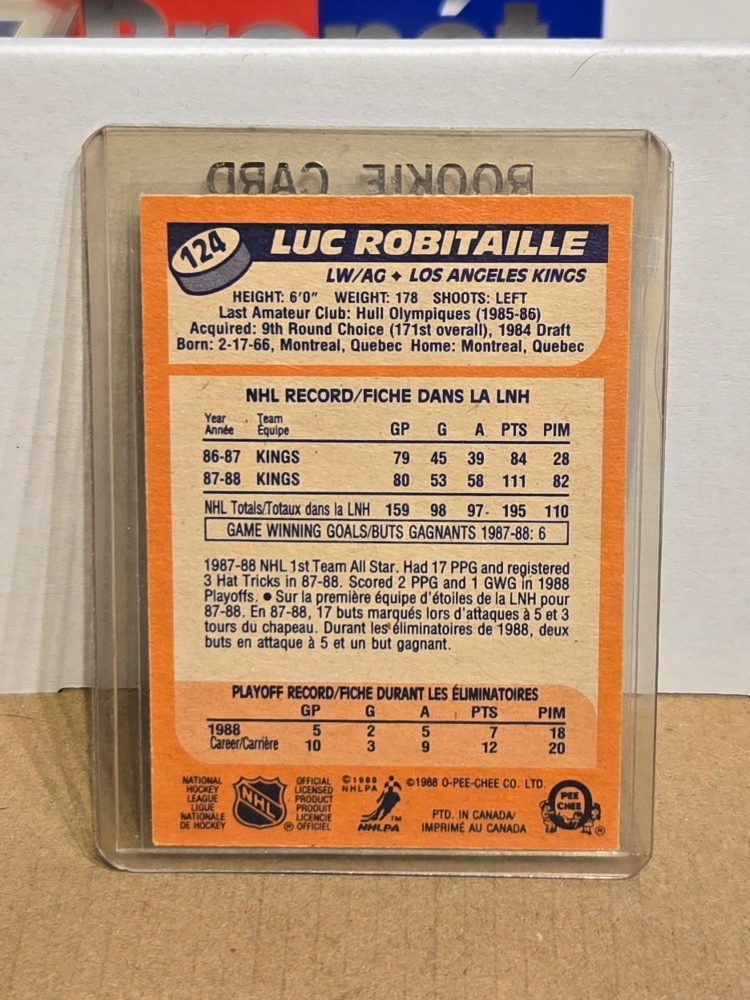 ROOKIE CARD
124
LUC ROBITAILLE
LW/AG ✦ LOS ANGELES KINGS
HEIGHT: 6'0" WEIGHT: 178 SHOOTS: LEFT
Last Amateur Club: Hull Olympiques (1985-86)
Acquired: 9th Round Choice (171st overall), 1984 Draft
Born: 2-17-66, Montreal, Quebec Home: Montreal, Quebec
NHL RECORD/FICHE DANS LA LNH
Year Team
Année Équipe GP G A PTS PIM
86-87 KINGS 79 45 39 84 28
87-88 KINGS 80 53 58 111 82
NHL Totals/Totaux dans la LNH 159 98 97 195 110
GAME WINNING GOALS/BUTS GAGNANTS 1987-88: 6
1987-88 NHL 1st Team All Star. Had 17 PPG and registered
3 Hat Tricks in 87-88. Scored 2 PPG and 1 GWG in 1988
Playoffs. ● Sur la première équipe d'étoiles de la LNH pour
87-88. En 87-88, 17 buts marqués lors d'attaques à 5 et 3
tours du chapeau. Durant les éliminatoires de 1988, deux
buts en attaque à 5 et un but gagnant.
PLAYOFF RECORD/FICHE DURANT LES ÉLIMINATOIRES
GP G A PTS PIM
1988 5 2 5 7 18
Career/Carrière 10 3 9 12 20
NATIONAL
HOCKEY
LEAGUE
LIGUE
NATIONALE
DE HOCKEY
NHL
®
OFFICIAL
LICENSED
PRODUCT
PRODUIT
LICENCIE
OFFICIEL
©1988
NHLPA
TM
NHLPA
©1988 O-PEE-CHEE CO. LTD.
PTD. IN CANADA/
IMPRIMÉ AU CANADA
PEE
CHEE
®